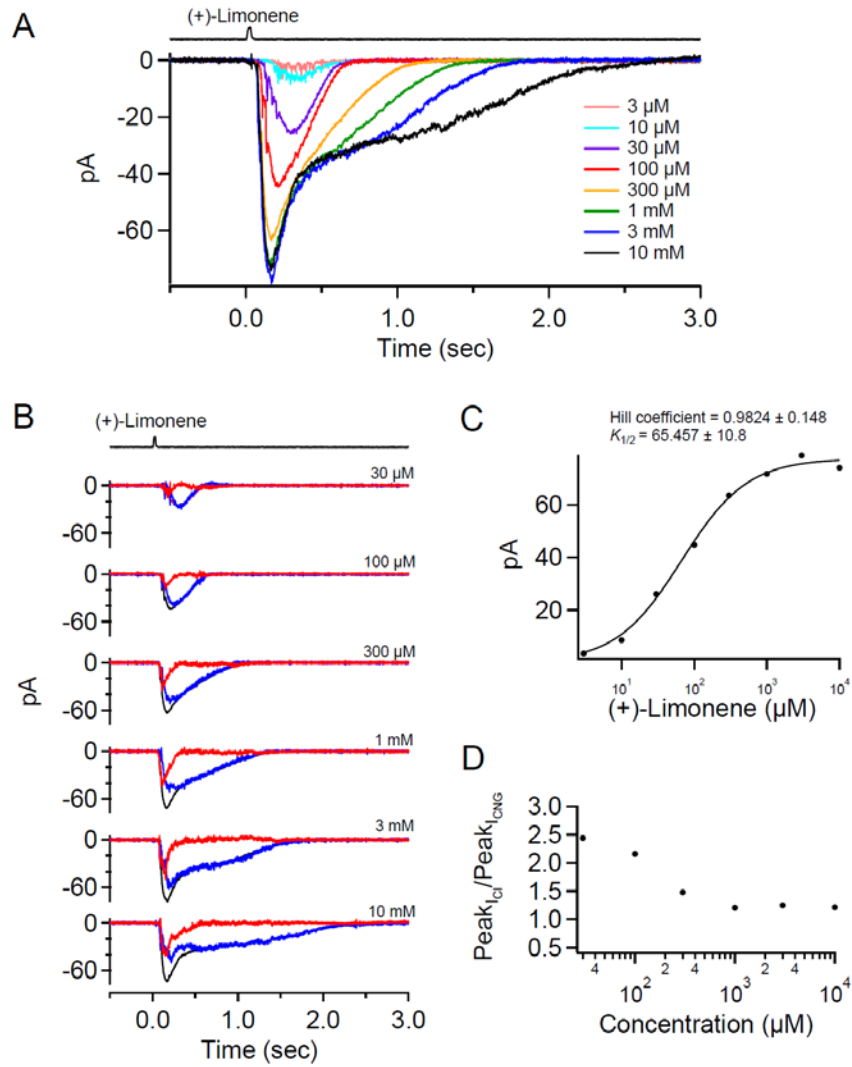 A
(+)-Limonene
0
-20
-40
-60
pA
3 µM
10 µM
30 µM
100 µM
300 µM
1 mM
3 mM
10 mM
0.0 1.0 2.0 3.0
Time (sec)
B
(+)-Limonene
30 µM
0
-60
100 µM
0
-60
300 µM
0
-60
pA
1 mM
0
-60
3 mM
0
-60
10 mM
0
-60
0.0 1.0 2.0 3.0
Time (sec)
C
Hill coefficient = 0.9824 ± 0.148
K1/2 = 65.457 ± 10.8
60
40
20
pA
10¹ 10² 10³ 10⁴
(+)-Limonene (µM)
D
3.0
2.5
2.0
1.5
1.0
0.5
PeakICl/PeakICNG
4 2 4 2 4
10² 10³ 10⁴
Concentration (µM)